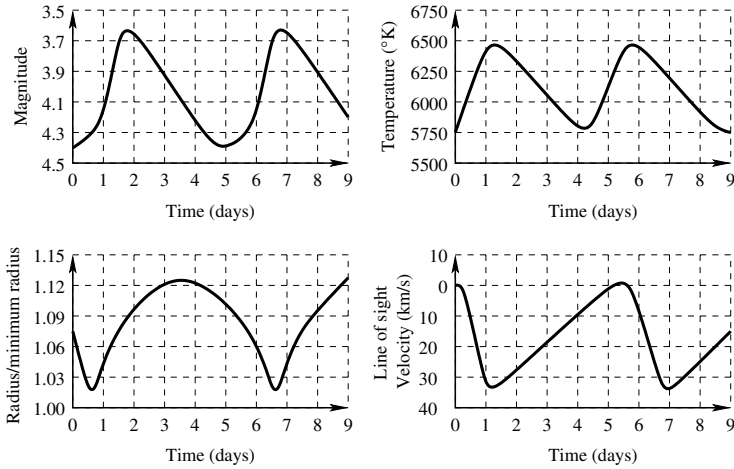 3.5
3.7
3.9
4.1
4.3
4.5
Magnitude
0 1 2 3 4 5 6 7 8 9
Time (days)
6750
6500
6250
6000
5750
5500
Temperature (°K)
0 1 2 3 4 5 6 7 8 9
Time (days)
1.15
1.12
1.09
1.06
1.03
1.00
Radius/minimum radius
0 1 2 3 4 5 6 7 8 9
Time (days)
10
0
10
20
30
40
Line of sight
Velocity (km/s)
0 1 2 3 4 5 6 7 8 9
Time (days)